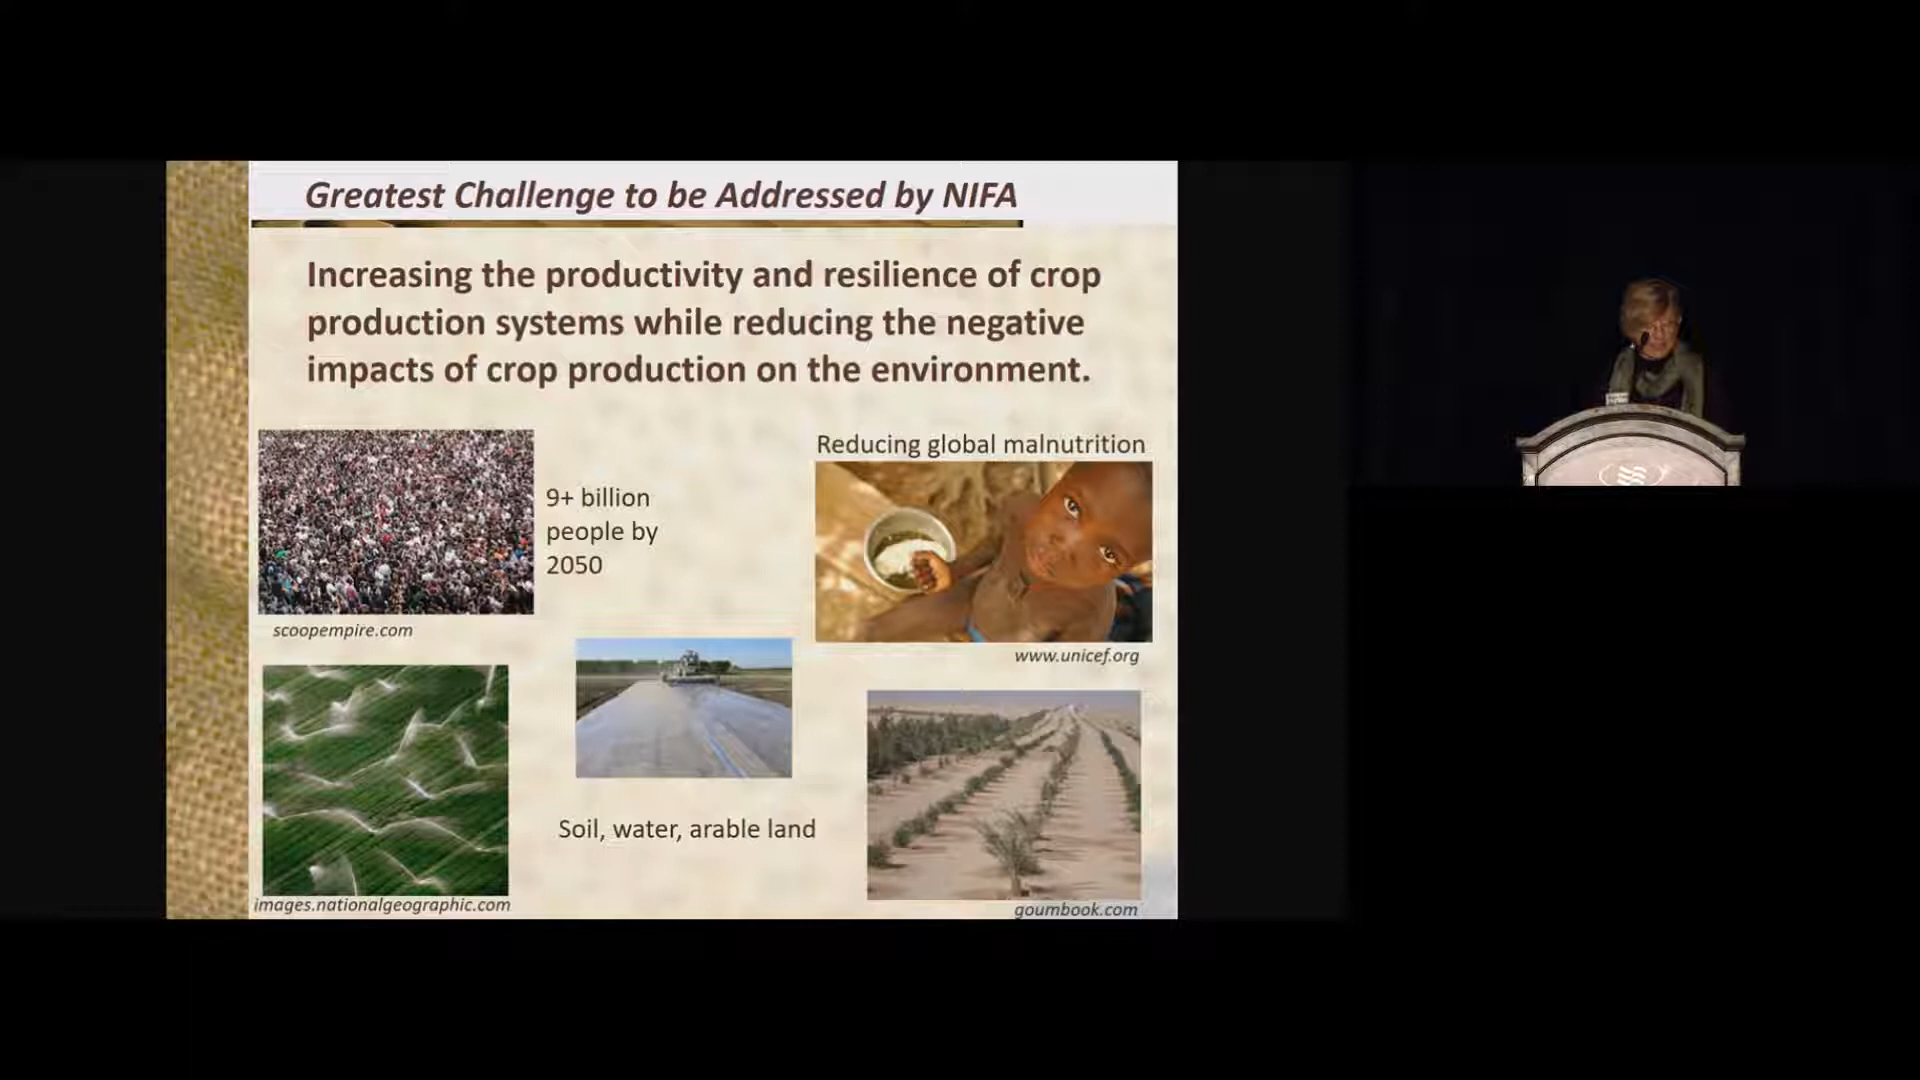 Greatest Challenge to be Addressed by NIFA
Increasing the productivity and resilience of crop
production systems while reducing the negative
impacts of crop production on the environment.
9+ billion
people by
2050
scoopempire.com
Reducing global malnutrition
www.unicef.org
Soil, water, arable land
images.nationalgeographic.com
goumbook.com